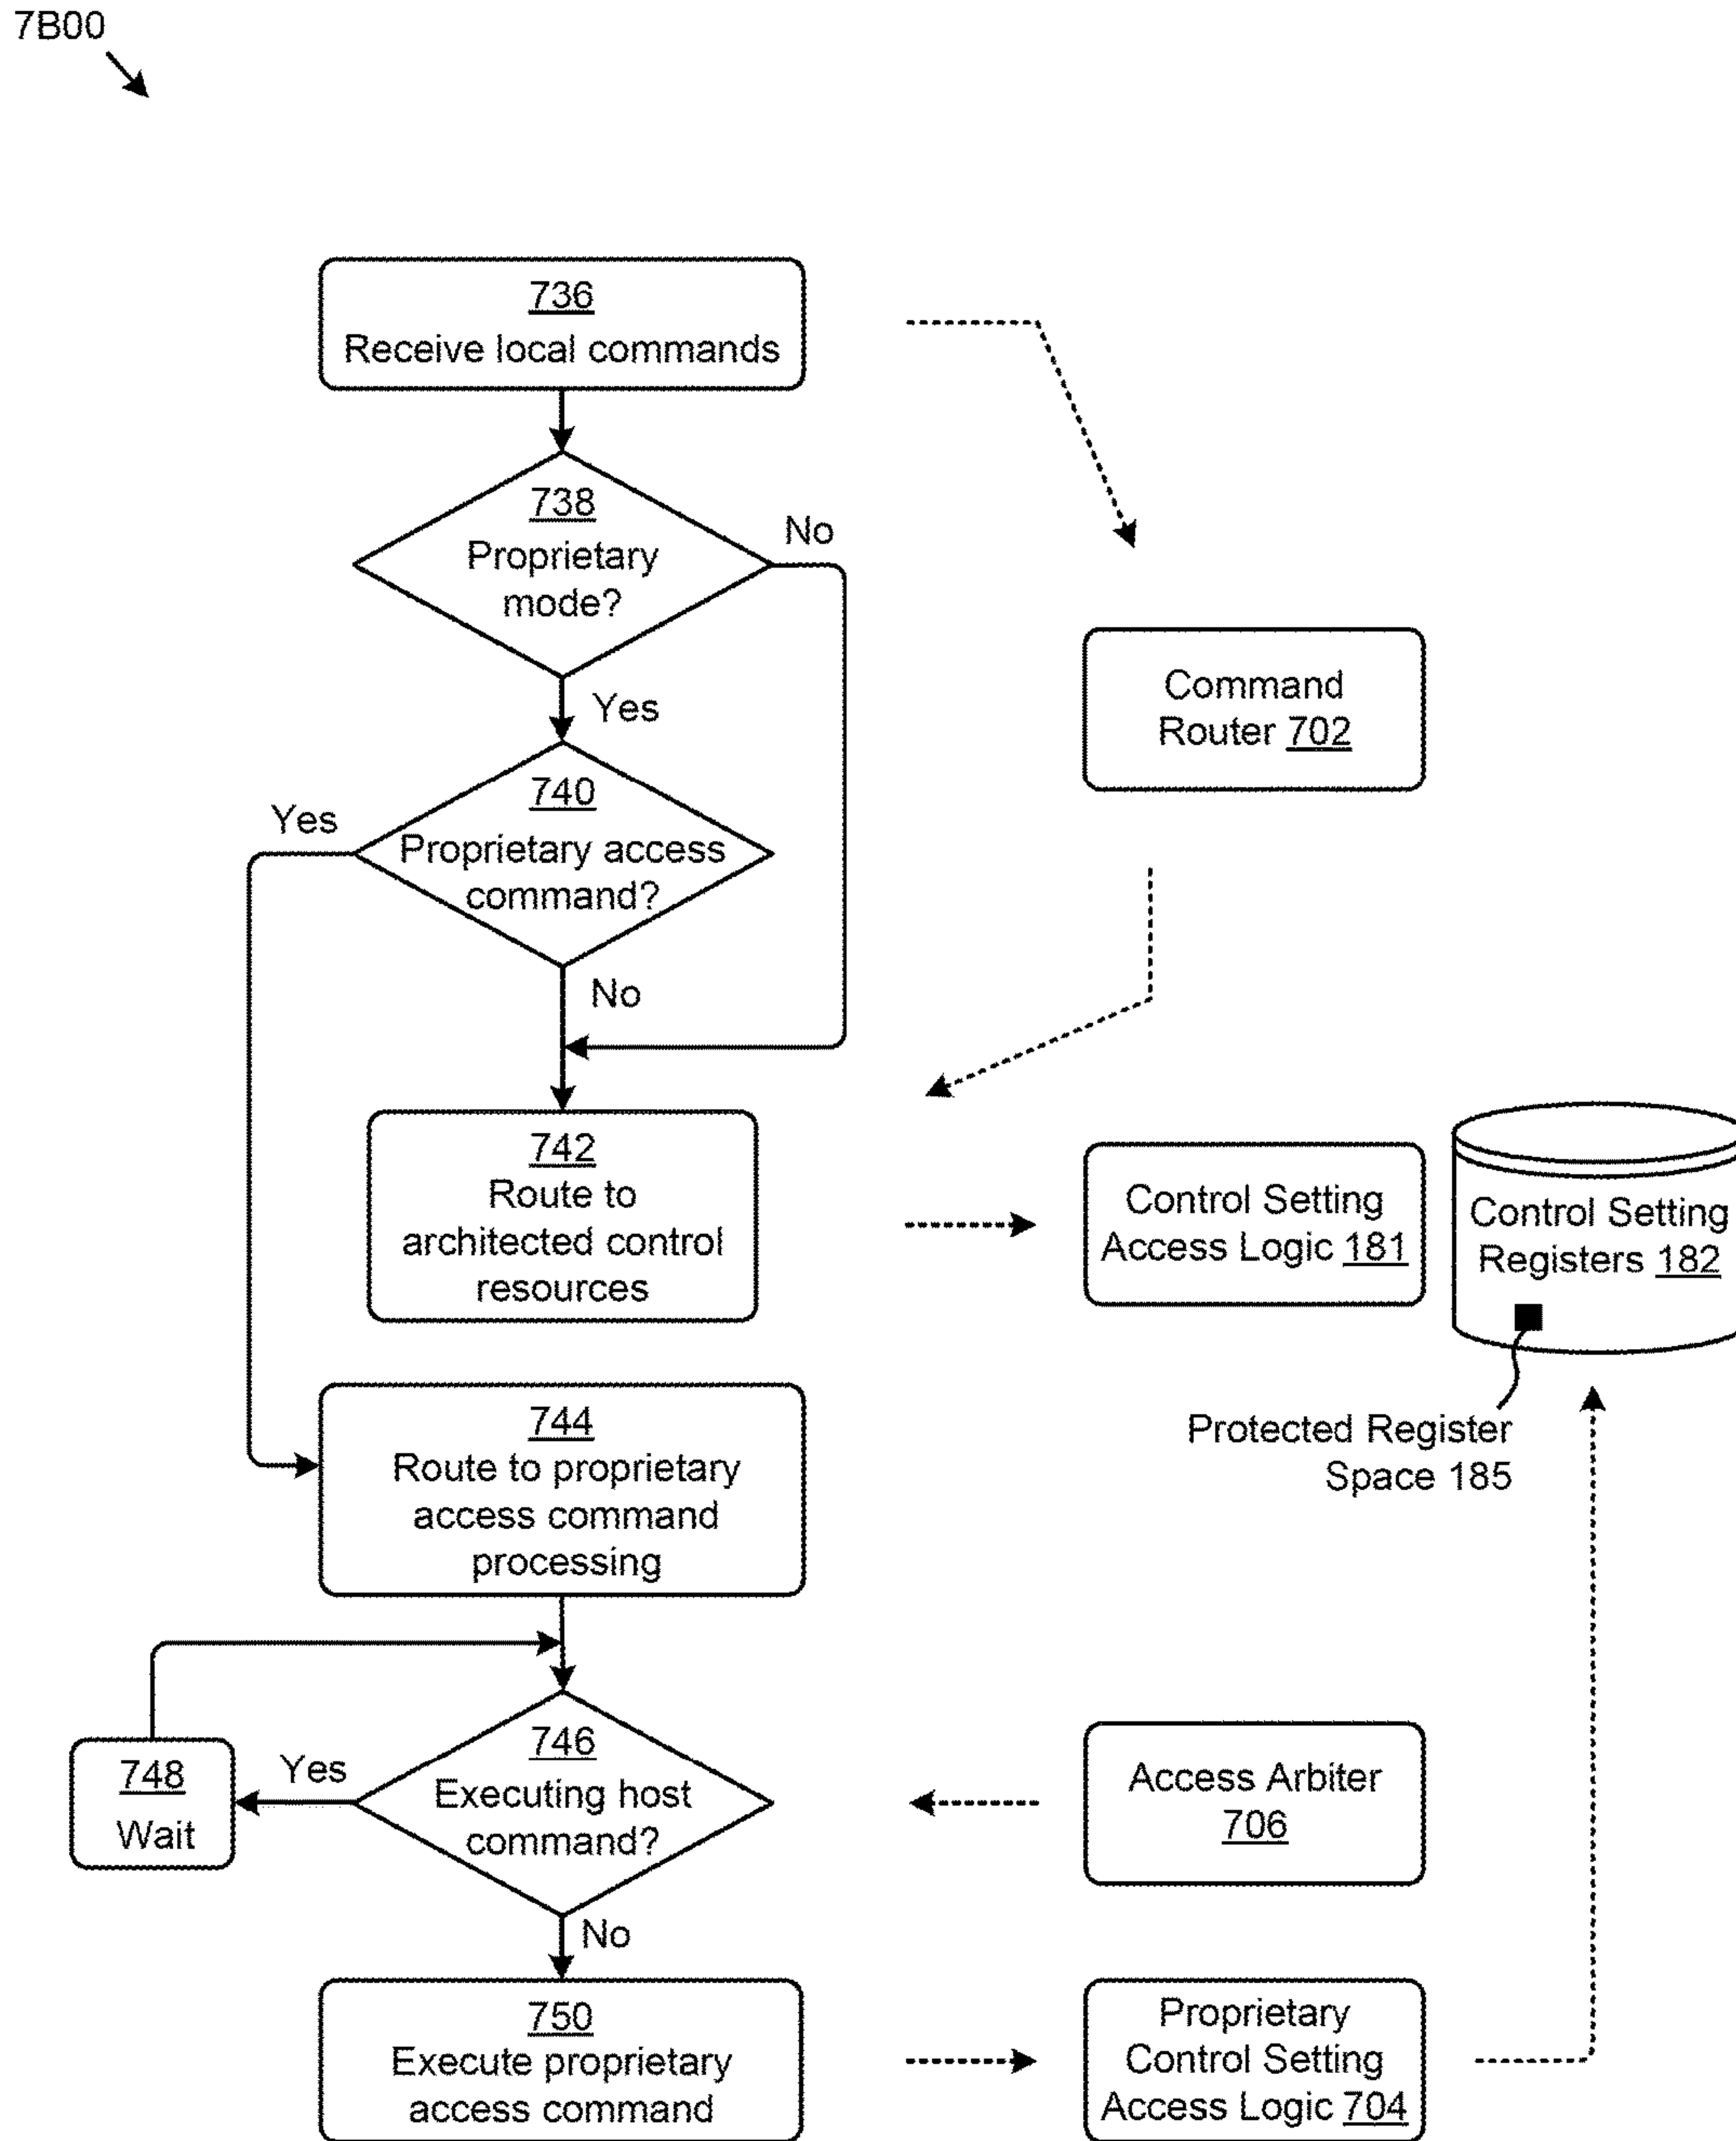 7B00
736
Receive local commands
738
Proprietary
mode?
No
Yes
Command
Router 702
740
Proprietary access
command?
Yes
No
742
Route to
architected control
resources
Control Setting
Access Logic 181
Control Setting
Registers 182
Protected Register
Space 185
744
Route to proprietary
access command
processing
746
Executing host
command?
Yes
748
Wait
Access Arbiter
706
No
750
Execute proprietary
access command
Proprietary
Control Setting
Access Logic 704